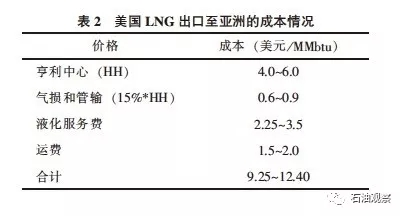 表 2 美国 LNG 出口至亚洲的成本情况
价格 成本（美元/MMbtu）
亨利中心（HH） 4.0~6.0
气损和管输（15%*HH） 0.6~0.9
液化服务费 2.25~3.5
运费 1.5~2.0
合计 9.25~12.40
石油观察